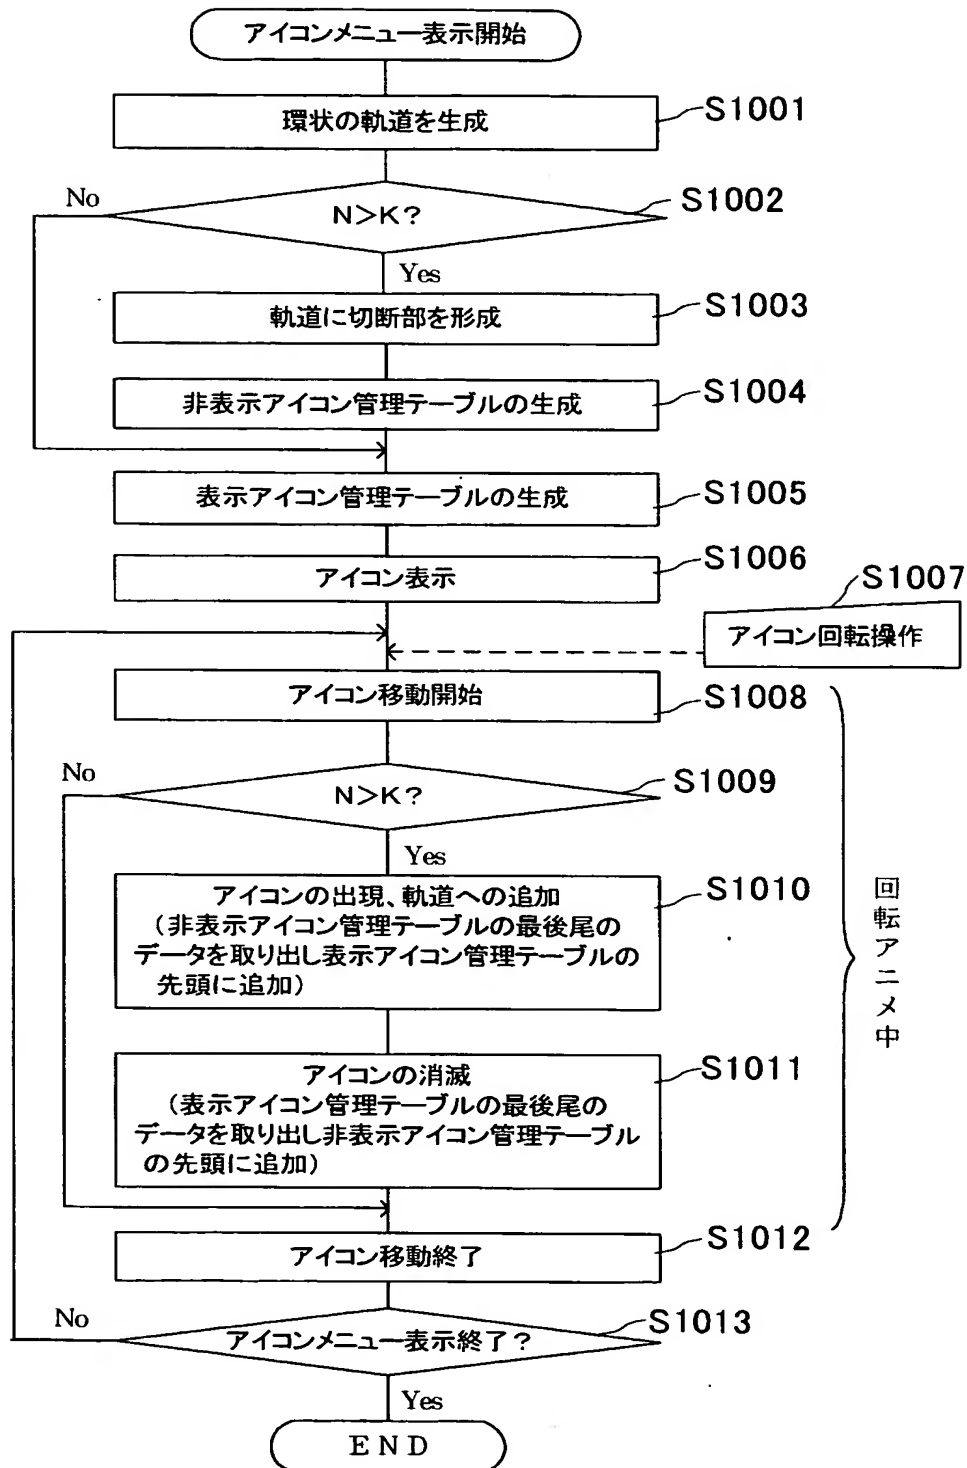 アイコンメニュー表示開始
環状の軌道を生成
S1001
No
N>K?
S1002
Yes
軌道に切断部を形成
S1003
非表示アイコン管理テーブルの生成
S1004
表示アイコン管理テーブルの生成
S1005
アイコン表示
S1006
S1007
アイコン回転操作
アイコン移動開始
S1008
No
N>K?
S1009
Yes
アイコンの出現、軌道への追加
(非表示アイコン管理テーブルの最後尾の
データを取り出し表示アイコン管理テーブルの
先頭に追加)
S1010
回転アニメ中
アイコンの消滅
(表示アイコン管理テーブルの最後尾の
データを取り出し非表示アイコン管理テーブル
の先頭に追加)
S1011
アイコン移動終了
S1012
No
アイコンメニュー表示終了?
S1013
Yes
END